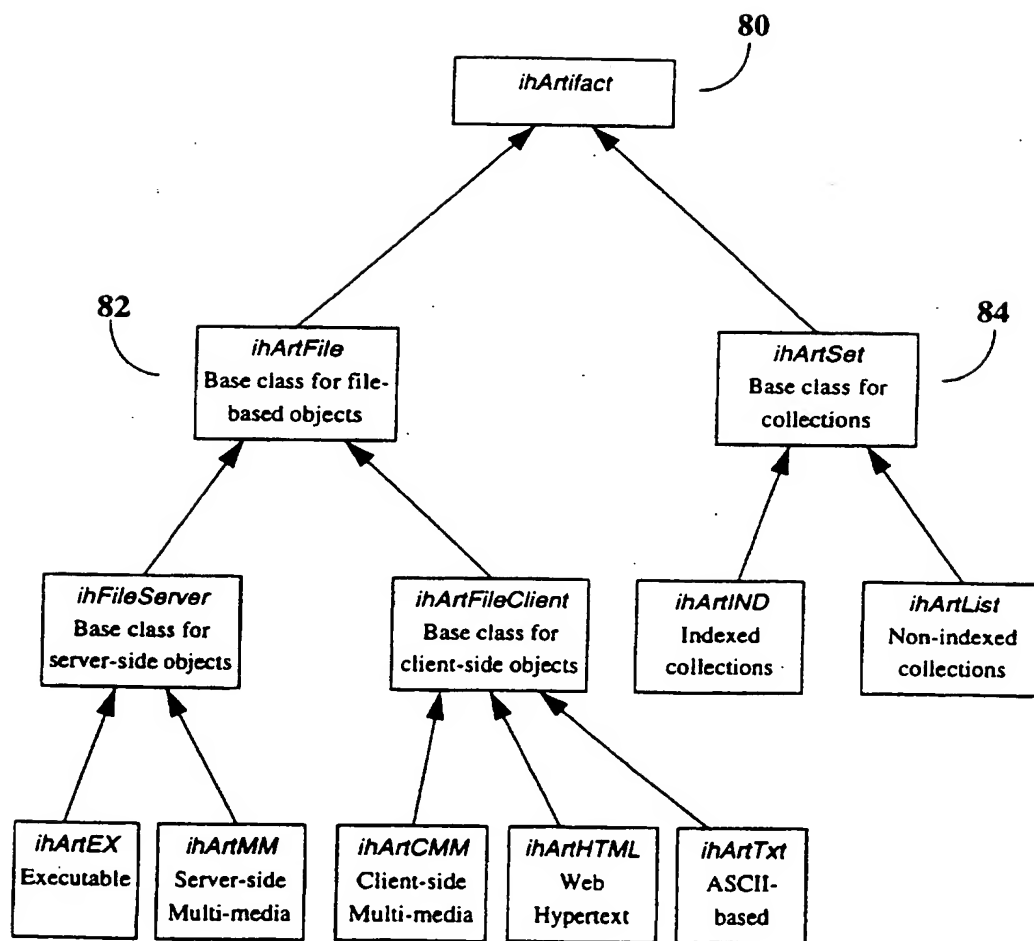 80
ihArtifact
82
84
ihArtFile
Base class for file-
based objects
ihArtSet
Base class for
collections
ihFileServer
Base class for
server-side objects
ihArtFileClient
Base class for
client-side objects
ihArtIND
Indexed
collections
ihArtList
Non-indexed
collections
ihArtEX
Executable
ihArtMM
Server-side
Multi-media
ihArtCMM
Client-side
Multi-media
ihArtHTML
Web
Hypertext
ihArtTxt
ASCII-
based